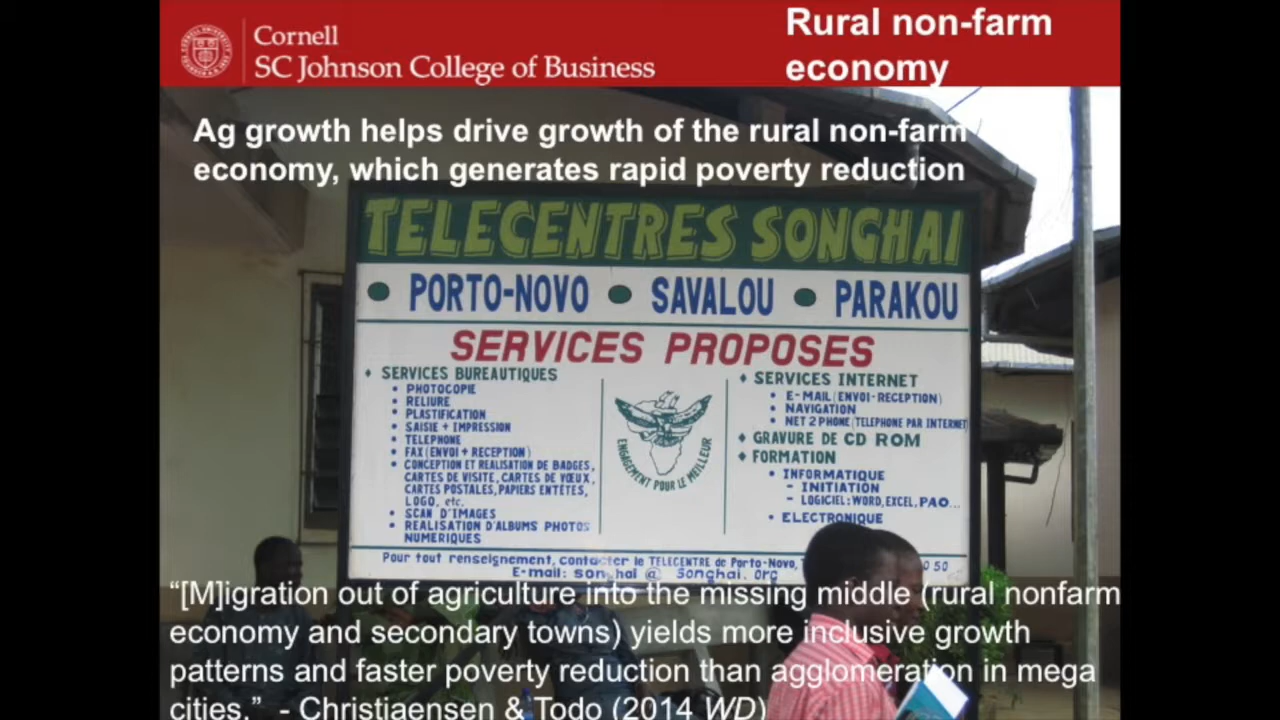 Cornell
SC Johnson College of Business
Rural non-farm
economy
Ag growth helps drive growth of the rural non-farm
economy, which generates rapid poverty reduction
TELECENTRES SONGHAI
PORTO-NOVO • SAVALOU • PARAKOU
SERVICES PROPOSES
SERVICES BUREAUTIQUES
• PHOTOCOPIE
• RELIURE
• PLASTIFICATION
• SAISIE + IMPRESSION
• TELEPHONE
• FAX (ENVOI + RECEPTION)
• CONCEPTION ET REALISATION DE BADGES,
CARTES DE VISITE, CARTES DE VŒUX,
CARTES POSTALES, PAPIERS ENTÉTES,
LOGO, etc.
• SCAN D'IMAGES
• REALISATION D'ALBUMS PHOTOS
NUMERIQUES
ENGAGEMENT POUR LE MEILLEUR
SERVICES INTERNET
• E-MAIL (ENVOI-RECEPTION)
• NAVIGATION
• NET 2 PHONE (TELEPHONE PAR INTERNET)
GRAVURE DE CD ROM
FORMATION
• INFORMATIQUE
- INITIATION
- LOGICIEL: WORD, EXCEL, PAO...
• ELECTRONIQUE
Pour tout renseignement, contacter le TELECENTRE de Porto-Novo, 50
E-mail: songhai @ Songhai. Org
“[M]igration out of agriculture into the missing middle (rural nonfarm
economy and secondary towns) yields more inclusive growth
patterns and faster poverty reduction than agglomeration in mega
cities.” - Christiaensen & Todo (2014 WD)